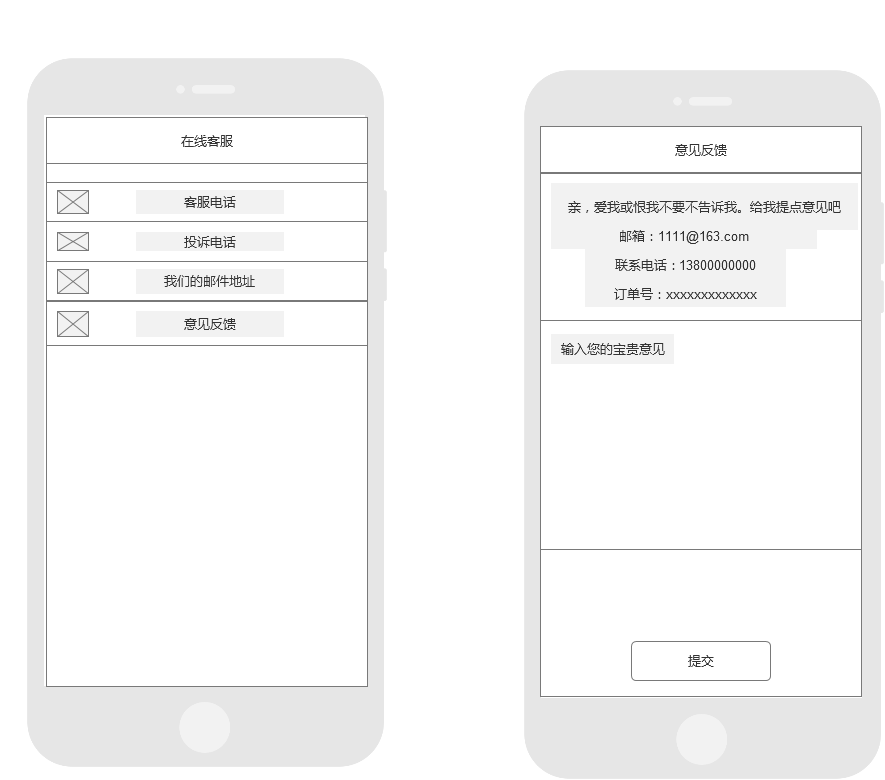 在线客服
客服电话
投诉电话
我们的邮件地址
意见反馈
意见反馈
亲，爱我或恨我不要不告诉我。给我提点意见吧
邮箱：1111@163.com
联系电话：13800000000
订单号：xxxxxxxxxxxxx
输入您的宝贵意见
提交